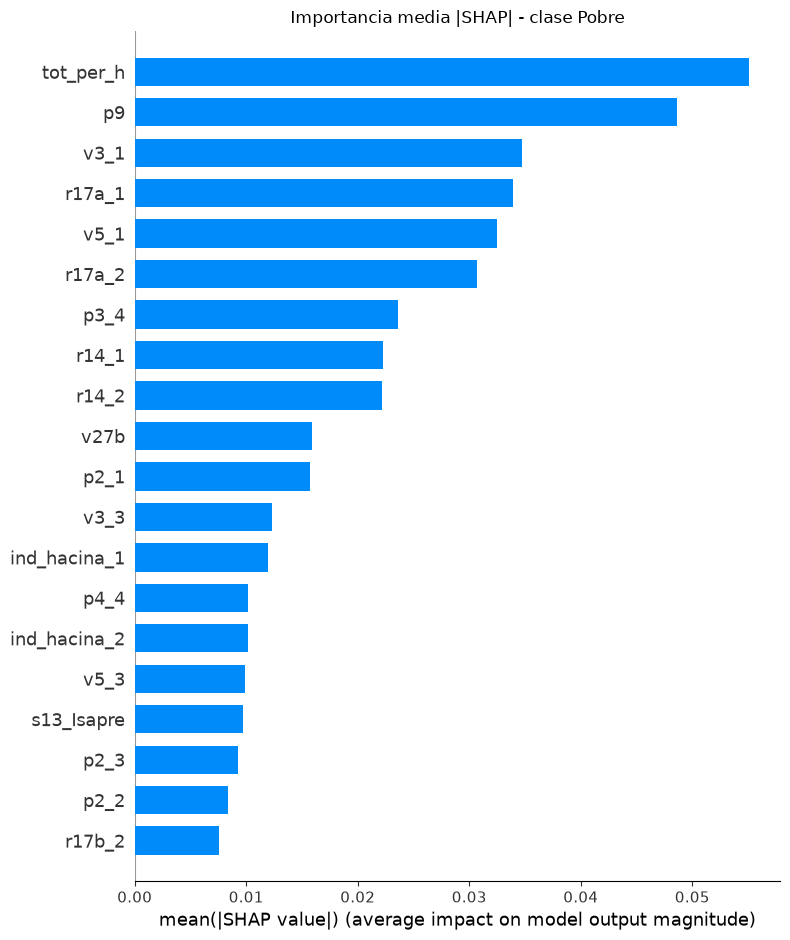 Importancia media |SHAP| - clase Pobre
tot_per_h
p9
v3_1
r17a_1
v5_1
r17a_2
p3_4
r14_1
r14_2
v27b
p2_1
v3_3
ind_hacina_1
p4_4
ind_hacina_2
v5_3
s13_Isapre
p2_3
p2_2
r17b_2
0.00 0.01 0.02 0.03 0.04 0.05
mean(|SHAP value|) (average impact on model output magnitude)